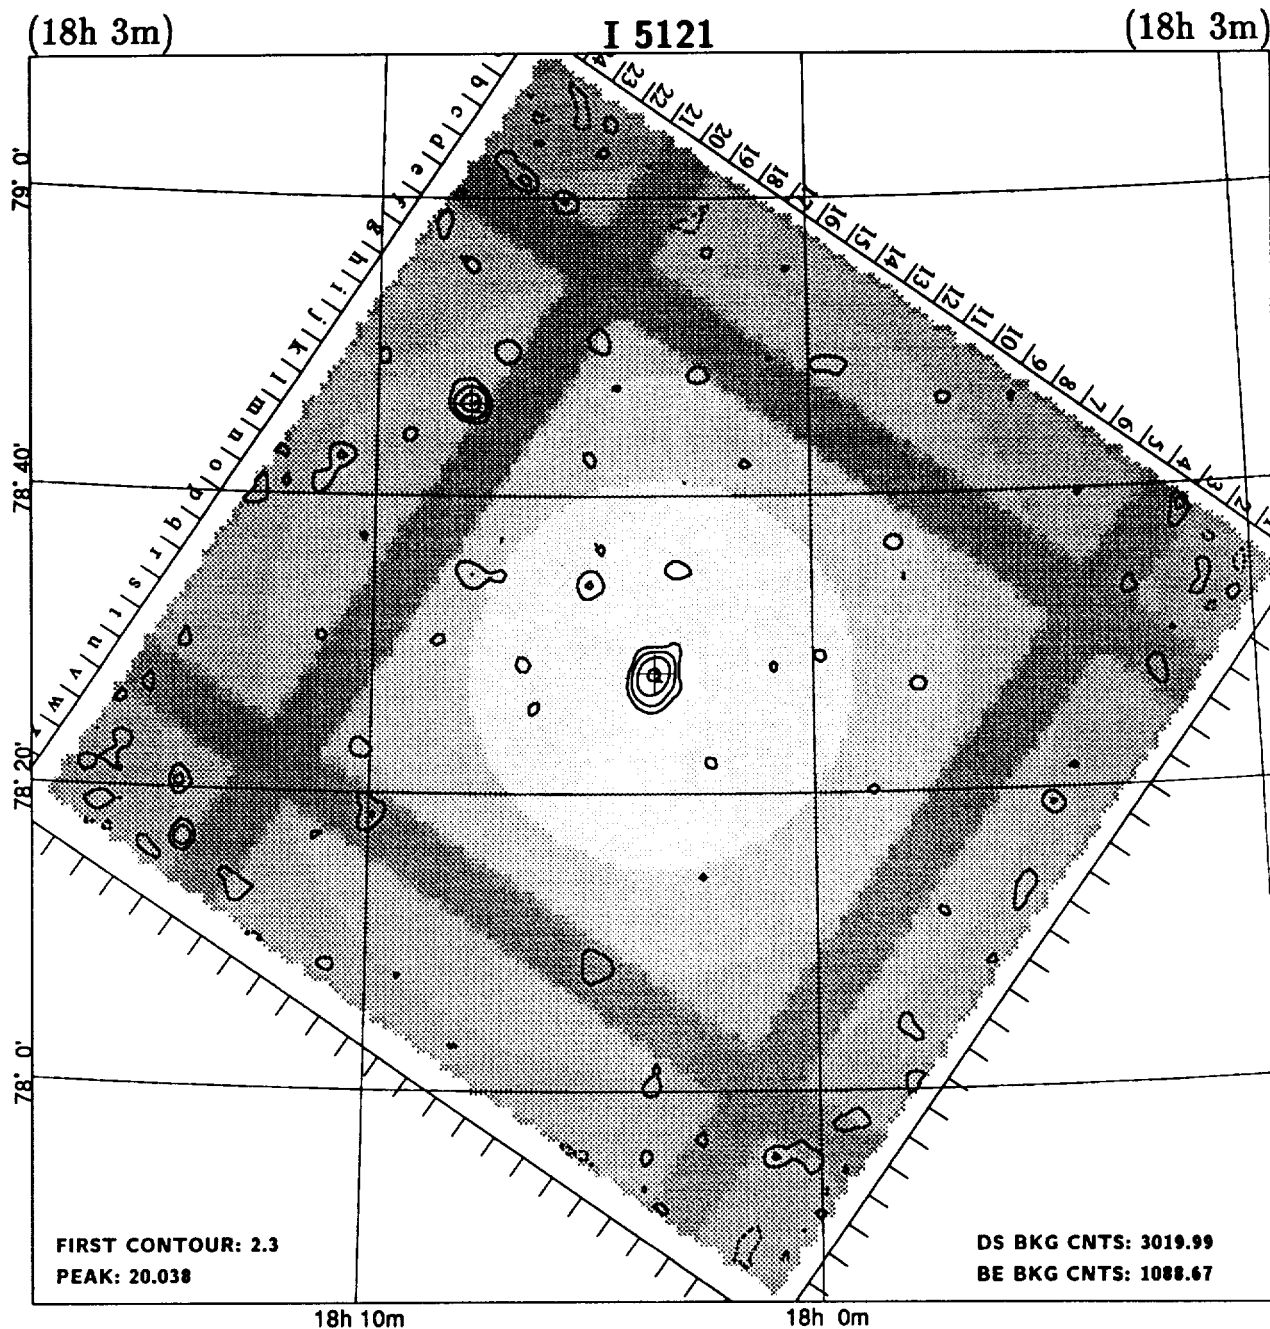 (18h 3m) I 5121 (18h 3m)
24 23 22 21 20 19 18 17 16 15 14 13 12 11 10 9 8 7 6 5 4 3 2 1
b c d e f g h i j k l m n o p q r s t u v w x
79° 0'
78° 40'
78° 20'
78° 0'
FIRST CONTOUR: 2.3
PEAK: 20.038
DS BKG CNTS: 3019.99
BE BKG CNTS: 1088.67
18h 10m 18h 0m